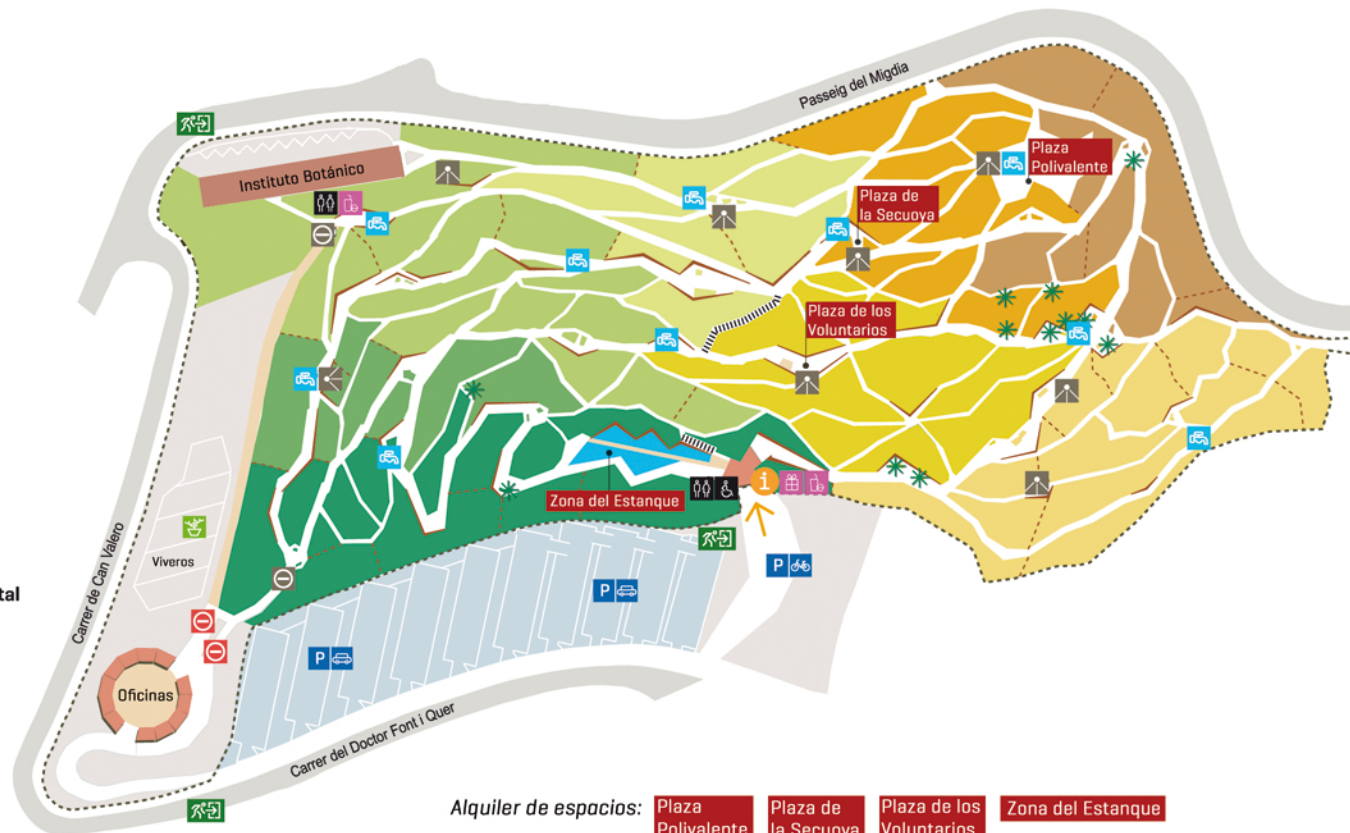 Passeig del Migdia
Instituto Botánico
Plaza
Polivalente
Plaza de
la Secuoya
Plaza de los
Voluntarios
Zona del Estanque
i
Carrer de Can Valero
Viveros
tal
P
P
P
Oficinas
Carrer del Doctor Font i Quer
Alquiler de espacios:
Plaza
Polivalente
Plaza de
la Secuoya
Plaza de los
Voluntarios
Zona del Estanque